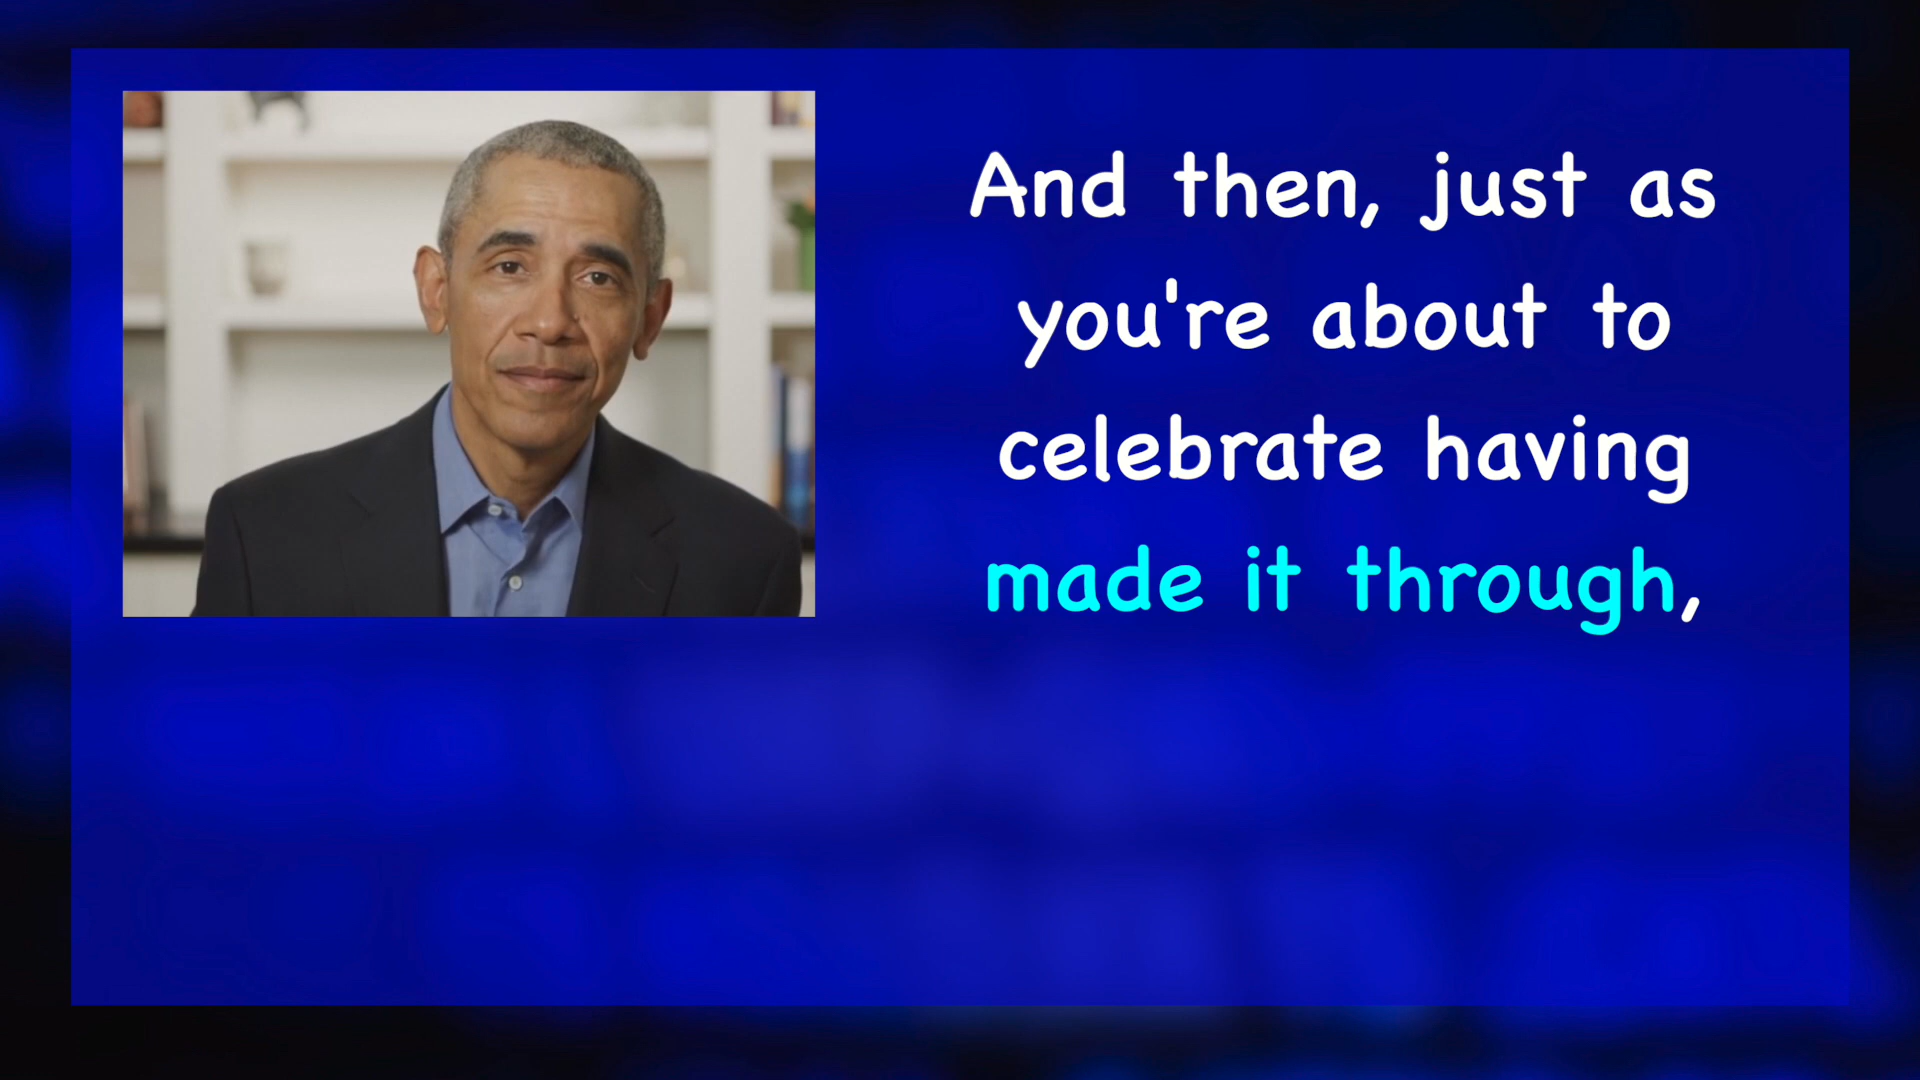 And then, just as
you're about to
celebrate having
made it through,